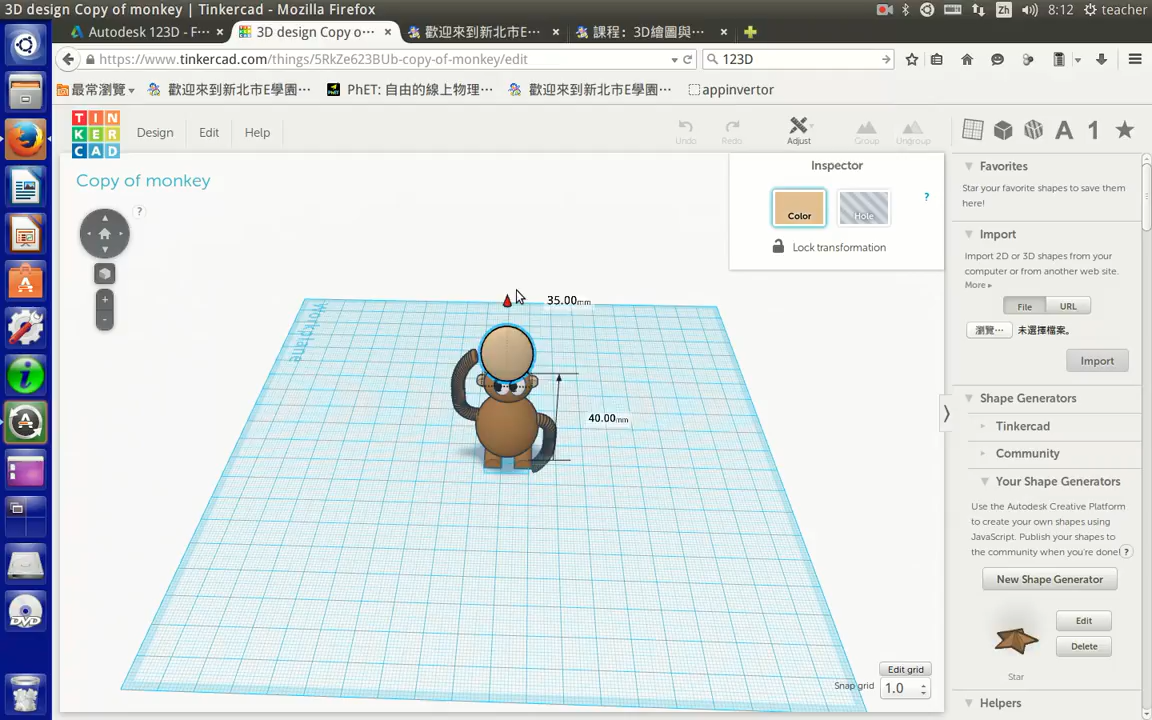 3D design Copy of monkey | Tinkercad - Mozilla Firefox
Zh
8:12
teacher
Autodesk 123D - F⋯
×
3D design Copy o⋯
×
歡迎來到新北市E⋯
×
課程：3D繪圖與⋯
×
https://www.tinkercad.com/things/5RkZe623BUb-copy-of-monkey/edit
123D
最常瀏覽
歡迎來到新北市E學園⋯
PhET: 自由的線上物理⋯
歡迎來到新北市E學園⋯
appinvertor
TIN
KER
CAD
Design
Edit
Help
Undo
Redo
Adjust
Group
Ungroup
A
1
Copy of monkey
?
+
-
Inspector
Color
Hole
?
Lock transformation
Workplane
35.00mm
40.00mm
Edit grid
Snap grid
1.0
Favorites
Star your favorite shapes to save them
here!
Import
Import 2D or 3D shapes from your
computer or from another web site.
More ▸
File
URL
瀏覽⋯
未選擇檔案。
Import
Shape Generators
Tinkercad
Community
Your Shape Generators
Use the Autodesk Creative Platform
to create your own shapes using
JavaScript. Publish your shapes to
the community when you're done!
?
New Shape Generator
Edit
Delete
Star
Helpers